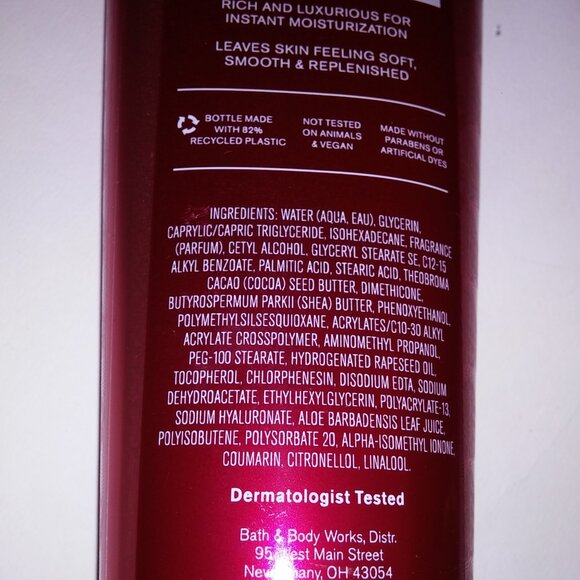 RICH AND LUXURIOUS FOR
INSTANT MOISTURIZATION
LEAVES SKIN FEELING SOFT,
SMOOTH & REPLENISHED
BOTTLE MADE
WITH 82%
RECYCLED PLASTIC
NOT TESTED
ON ANIMALS
& VEGAN
MADE WITHOUT
PARABENS OR
ARTIFICIAL DYES
INGREDIENTS: WATER (AQUA, EAU), GLYCERIN,
CAPRYLIC/CAPRIC TRIGLYCERIDE, ISOHEXADECANE, FRAGRANCE
(PARFUM), CETYL ALCOHOL, GLYCERYL STEARATE SE, C12-15
ALKYL BENZOATE, PALMITIC ACID, STEARIC ACID, THEOBROMA
CACAO (COCOA) SEED BUTTER, DIMETHICONE,
BUTYROSPERMUM PARKII (SHEA) BUTTER, PHENOXYETHANOL,
POLYMETHYLSILSESQUIOXANE, ACRYLATES/C10-30 ALKYL
ACRYLATE CROSSPOLYMER, AMINOMETHYL PROPANOL,
PEG-100 STEARATE, HYDROGENATED RAPESEED OIL,
TOCOPHEROL, CHLORPHENESIN, DISODIUM EDTA, SODIUM
DEHYDROACETATE, ETHYLHEXYLGLYCERIN, POLYACRYLATE-13,
SODIUM HYALURONATE, ALOE BARBADENSIS LEAF JUICE,
POLYISOBUTENE, POLYSORBATE 20, ALPHA-ISOMETHYL IONONE,
COUMARIN, CITRONELLOL, LINALOOL.
Dermatologist Tested
Bath & Body Works, Distr.
95 West Main Street
New Albany, OH 43054